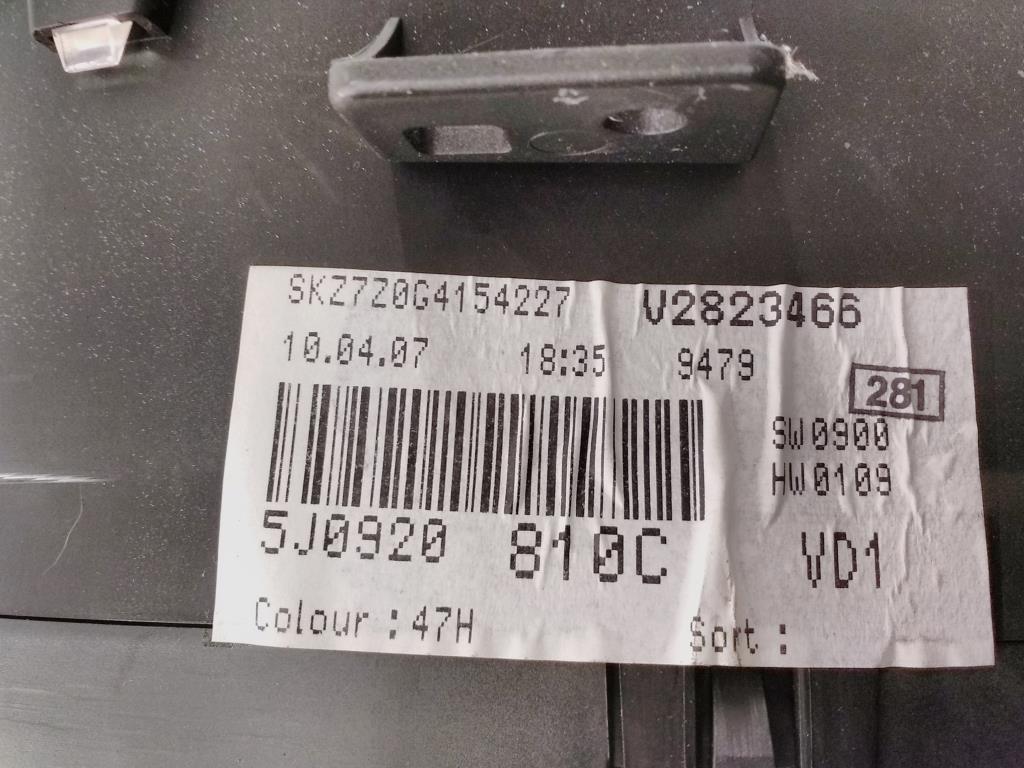 SKZ7Z0G4154227 V2823466
10.04.07 18:35 9479
281
SW0900
HW0109
5J0920 810C VD1
Colour : 47H Sort :